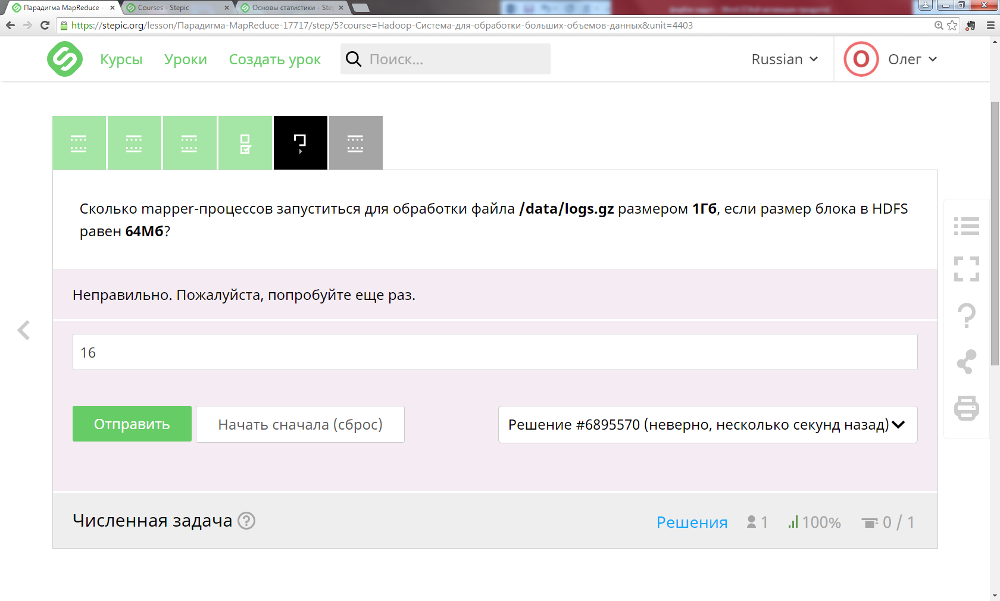 Парадигма MapReduce -
Courses - Stepic
Основы статистики - Step
https://stepic.org/lesson/Парадигма-MapReduce-17717/step/5?course=Hadoop-Система-для-обработки-больших-объемов-данных&unit=4403
Курсы Уроки Создать урок Поиск... Russian О Олег
Сколько mapper-процессов запуститься для обработки файла /data/logs.gz размером 1Гб, если размер блока в HDFS
равен 64Мб?
Неправильно. Пожалуйста, попробуйте еще раз.
16
Отправить Начать сначала (сброс) Решение #6895570 (неверно, несколько секунд назад)
Численная задача ? Решения 1 100% 0 / 1